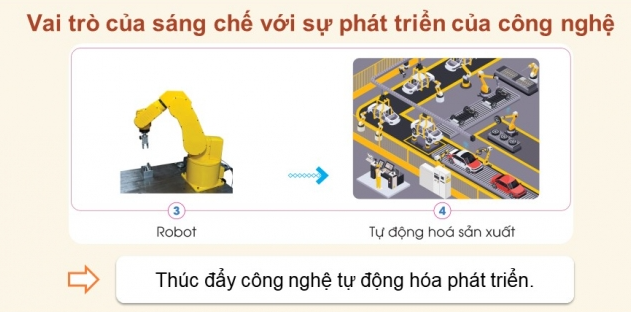 Vai trò của sáng chế với sự phát triển của công nghệ
3
4
Robot
Tự động hoá sản xuất
Thúc đẩy công nghệ tự động hóa phát triển.